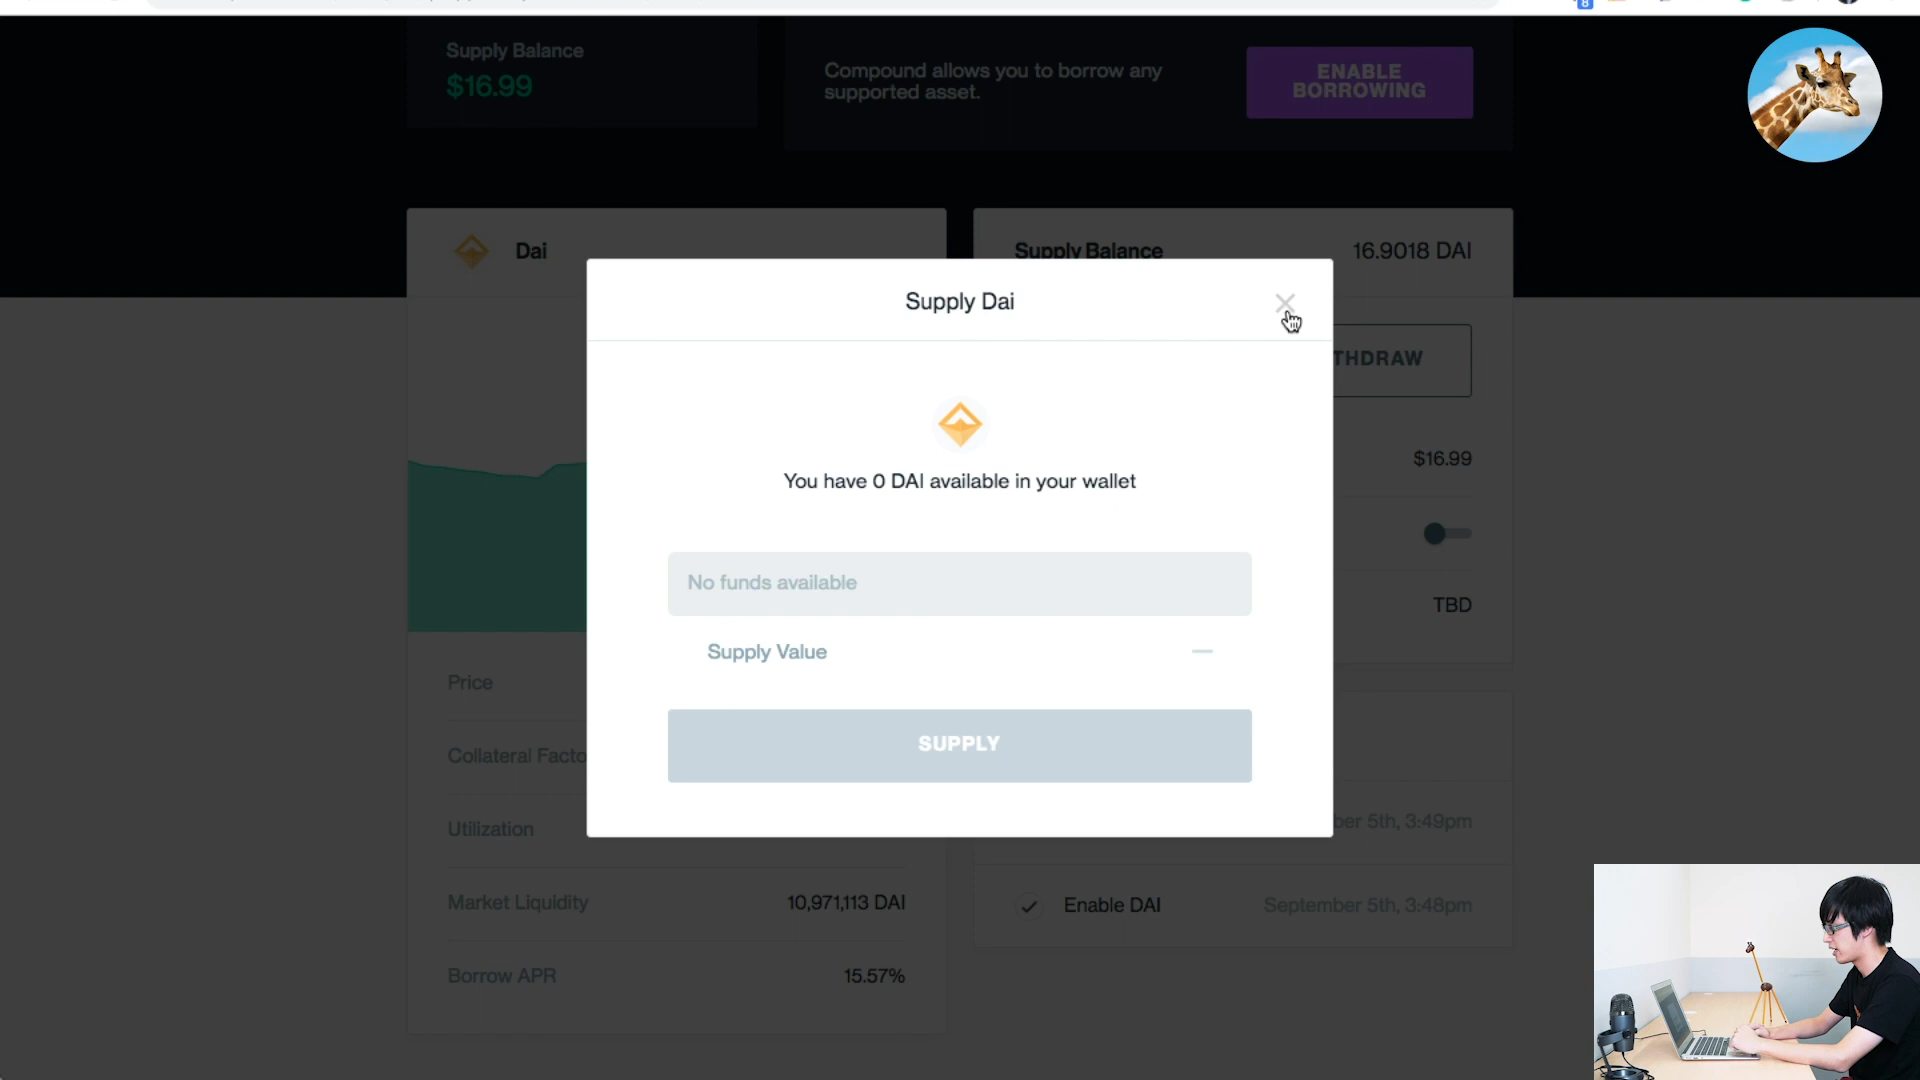 8
Supply Balance
$16.99
Compound allows you to borrow any
supported asset.
ENABLE
BORROWING
Dai
Supply Balance
16.9018 DAI
Supply Dai
THDRAW
You have 0 DAI available in your wallet
$16.99
No funds available
TBD
Supply Value
—
Price
SUPPLY
Collateral Facto
Utilization
ber 5th, 3:49pm
Market Liquidity
10,971,113 DAI
Enable DAI
September 5th, 3:48pm
Borrow APR
15.57%